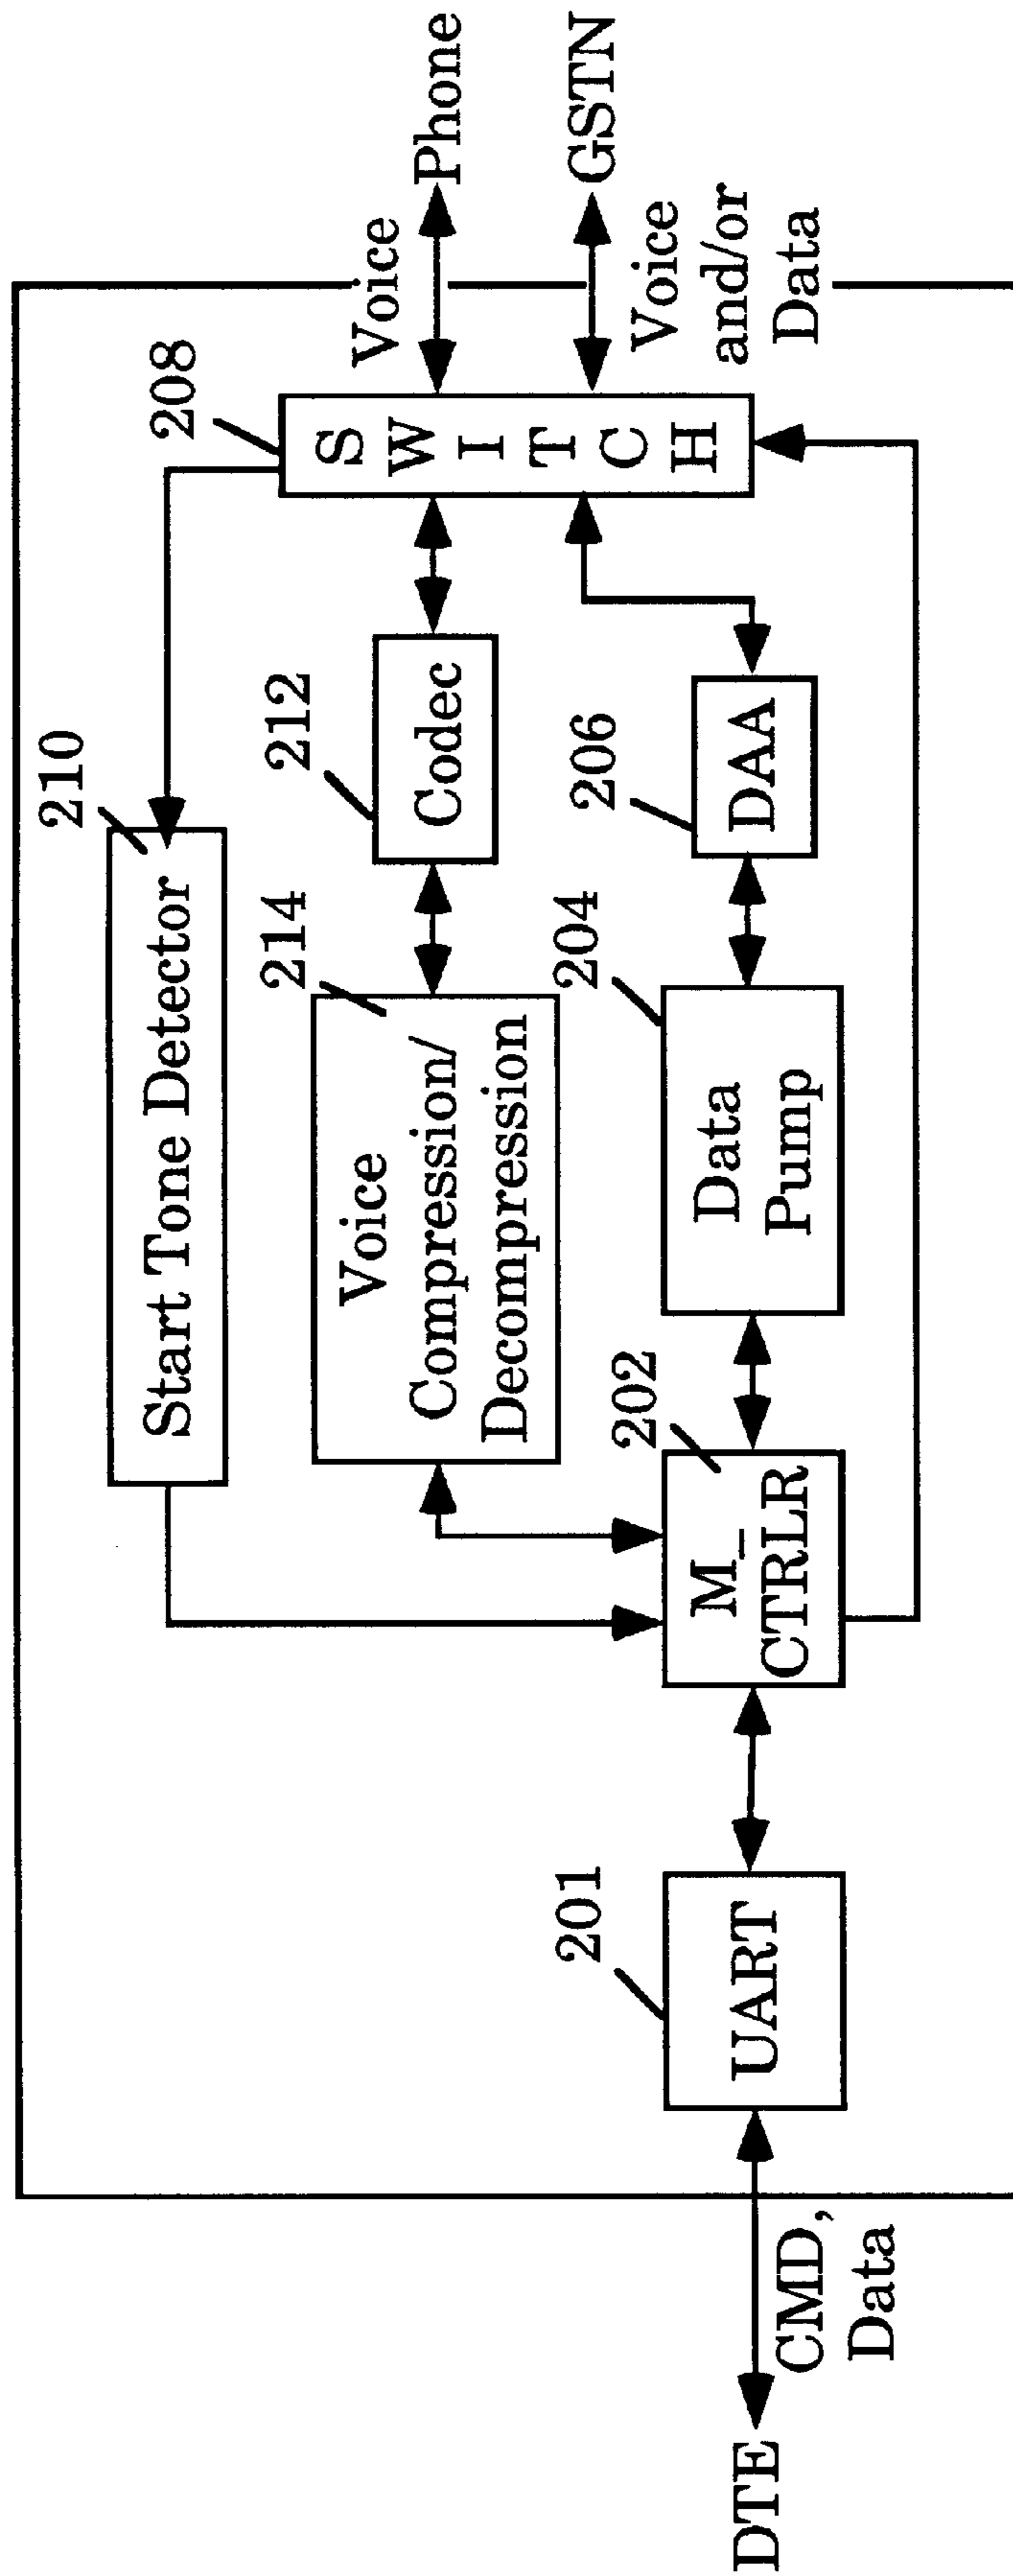 210
Start Tone Detector
208
Voice
Phone
214
Voice
Compression/
Decompression
212
Codec
S
W
I
T
C
H
GSTN
Voice
and/or
Data
201
UART
202
M_
CTRLR
204
Data
Pump
206
DAA
DTE
CMD,
Data